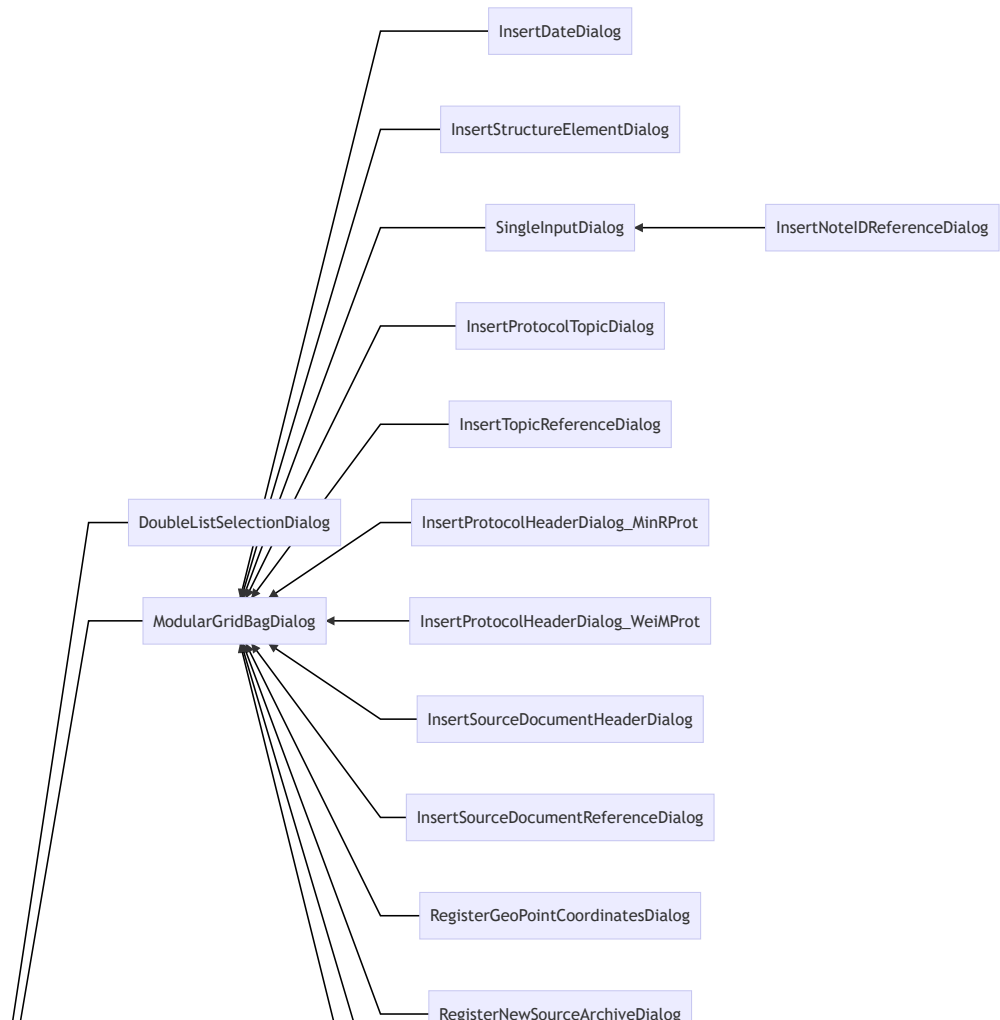 InsertDateDialog
InsertStructureElementDialog
SingleInputDialog
InsertNoteIDReferenceDialog
InsertProtocolTopicDialog
InsertTopicReferenceDialog
DoubleListSelectionDialog
InsertProtocolHeaderDialog_MinRProt
ModularGridBagDialog
InsertProtocolHeaderDialog_WeiMProt
InsertSourceDocumentHeaderDialog
InsertSourceDocumentReferenceDialog
RegisterGeoPointCoordinatesDialog
RegisterNewSourceArchiveDialog